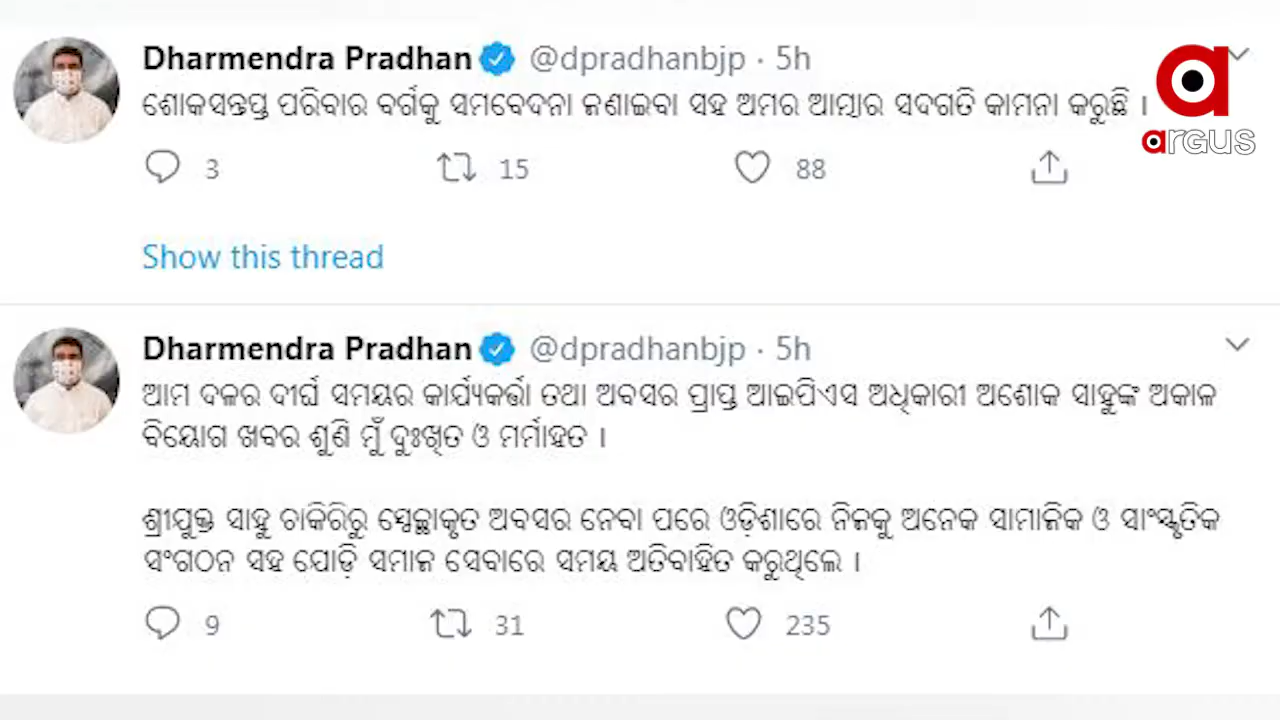 Dharmendra Pradhan @dpradhanbjp · 5h
ଶୋକସନ୍ତପ୍ତ ପରିବାର ବର୍ଗଙ୍କୁ ସମବେଦନା ଜଣାଇବା ସହ ଅମର ଆତ୍ମାର ସଦଗତି କାମନା କରୁଛି ।
argus
3 15 88
Show this thread
Dharmendra Pradhan @dpradhanbjp · 5h
ଆମ ଦଳର ଦୀର୍ଘ ସମୟର କାର୍ଯ୍ୟକର୍ତ୍ତା ତଥା ଅବସର ପ୍ରାପ୍ତ ଆଇପିଏସ ଅଧିକାରୀ ଅଶୋକ ସାହୁଙ୍କ ଅକାଳ
ବିୟୋଗ ଖବର ଶୁଣି ମୁଁ ଦୁଃଖିତ ଓ ମର୍ମାହତ ।
ଶ୍ରୀଯୁକ୍ତ ସାହୁ ଚାକିରିରୁ ସ୍ୱେଚ୍ଛାକୃତ ଅବସର ନେବା ପରେ ଓଡ଼ିଶାରେ ନିଜକୁ ଅନେକ ସାମାଜିକ ଓ ସାଂସ୍କୃତିକ
ସଂଗଠନ ସହ ଯୋଡ଼ି ସମାଜ ସେବାରେ ସମୟ ଅତିବାହିତ କରୁଥିଲେ ।
9 31 235